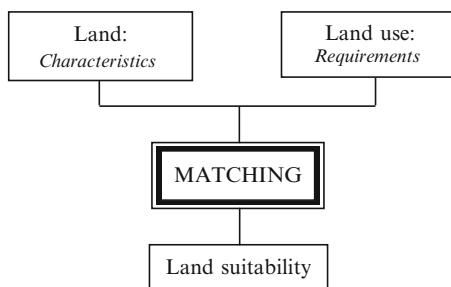 Land:
Characteristics
Land use:
Requirements
MATCHING
Land suitability